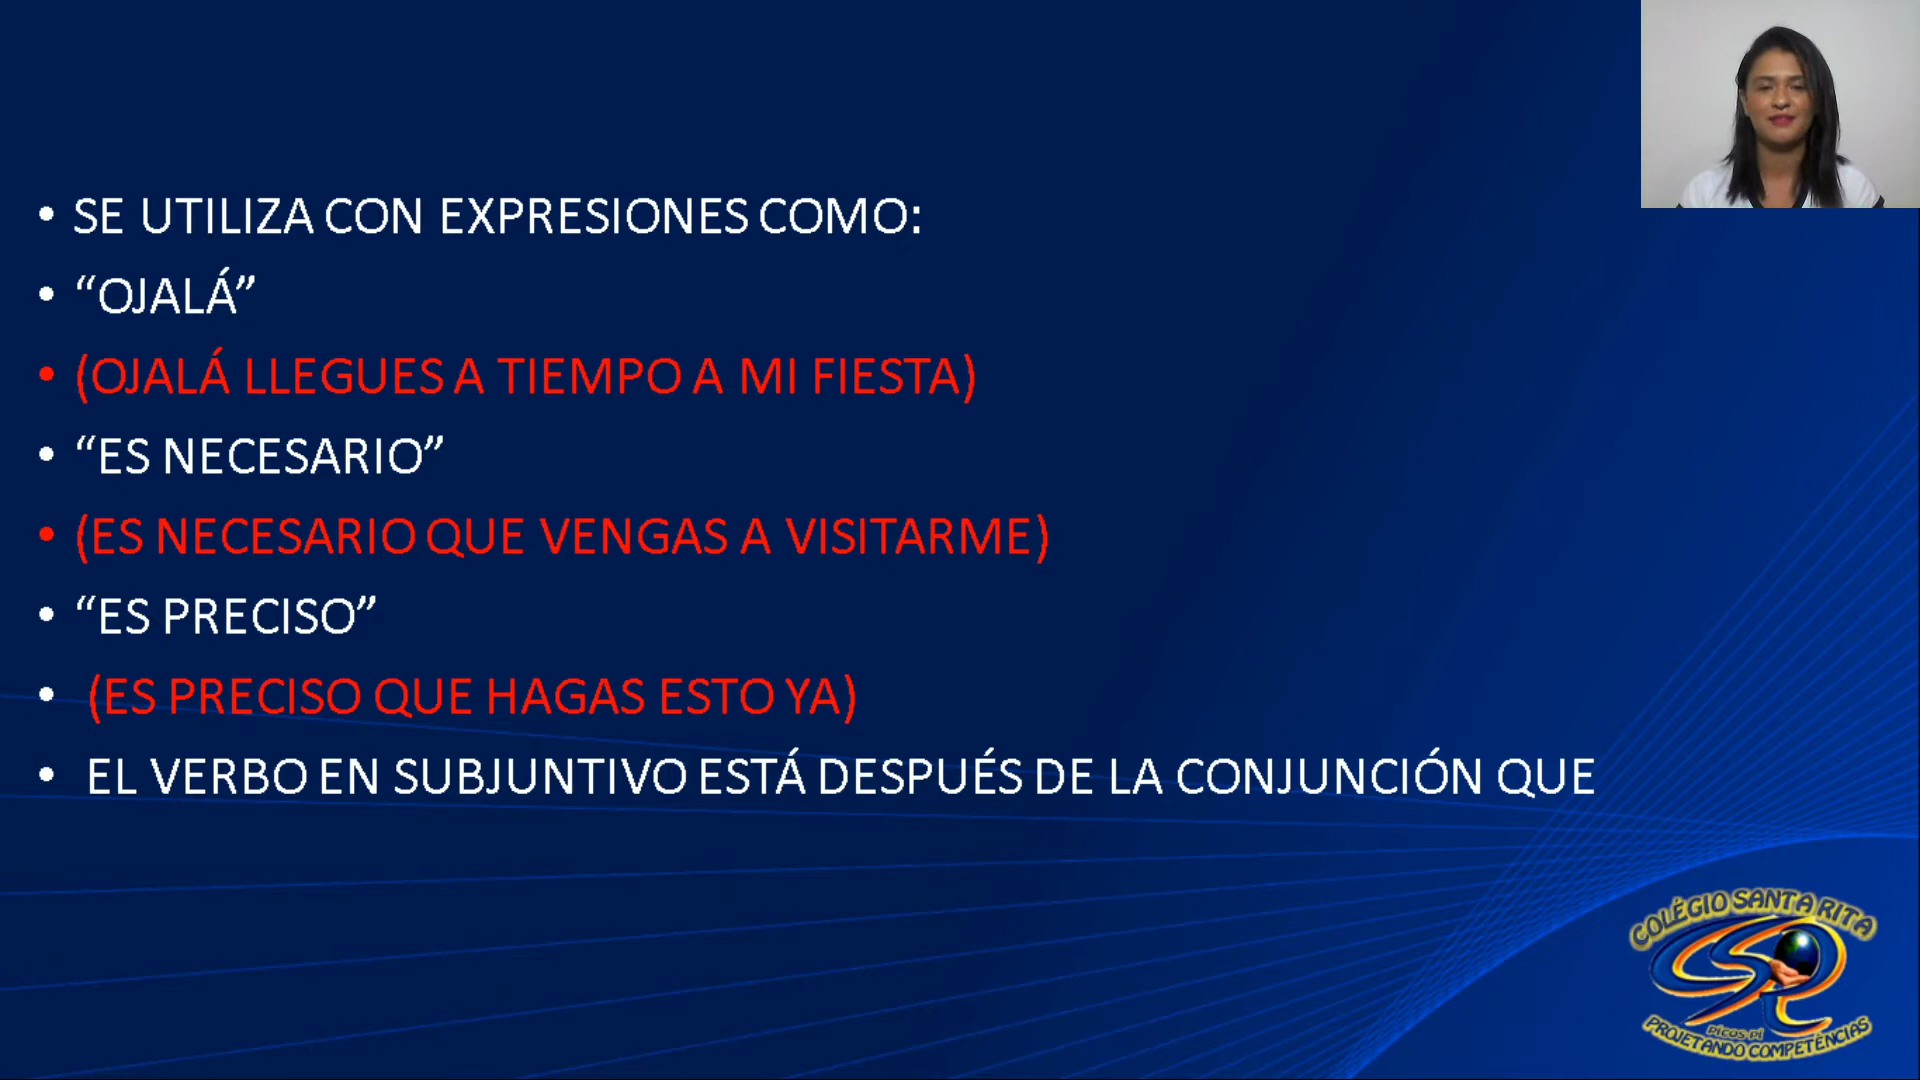 • SE UTILIZA CON EXPRESIONES COMO:
• “OJALÁ”
• (OJALÁ LLEGUES A TIEMPO A MI FIESTA)
• “ES NECESARIO”
• (ES NECESARIO QUE VENGAS A VISITARME)
• “ES PRECISO”
• (ES PRECISO QUE HAGAS ESTO YA)
• EL VERBO EN SUBJUNTIVO ESTÁ DESPUÉS DE LA CONJUNCIÓN QUE
COLÉGIO SANTA RITA
picos-pi
PROJETANDO COMPETÊNCIAS